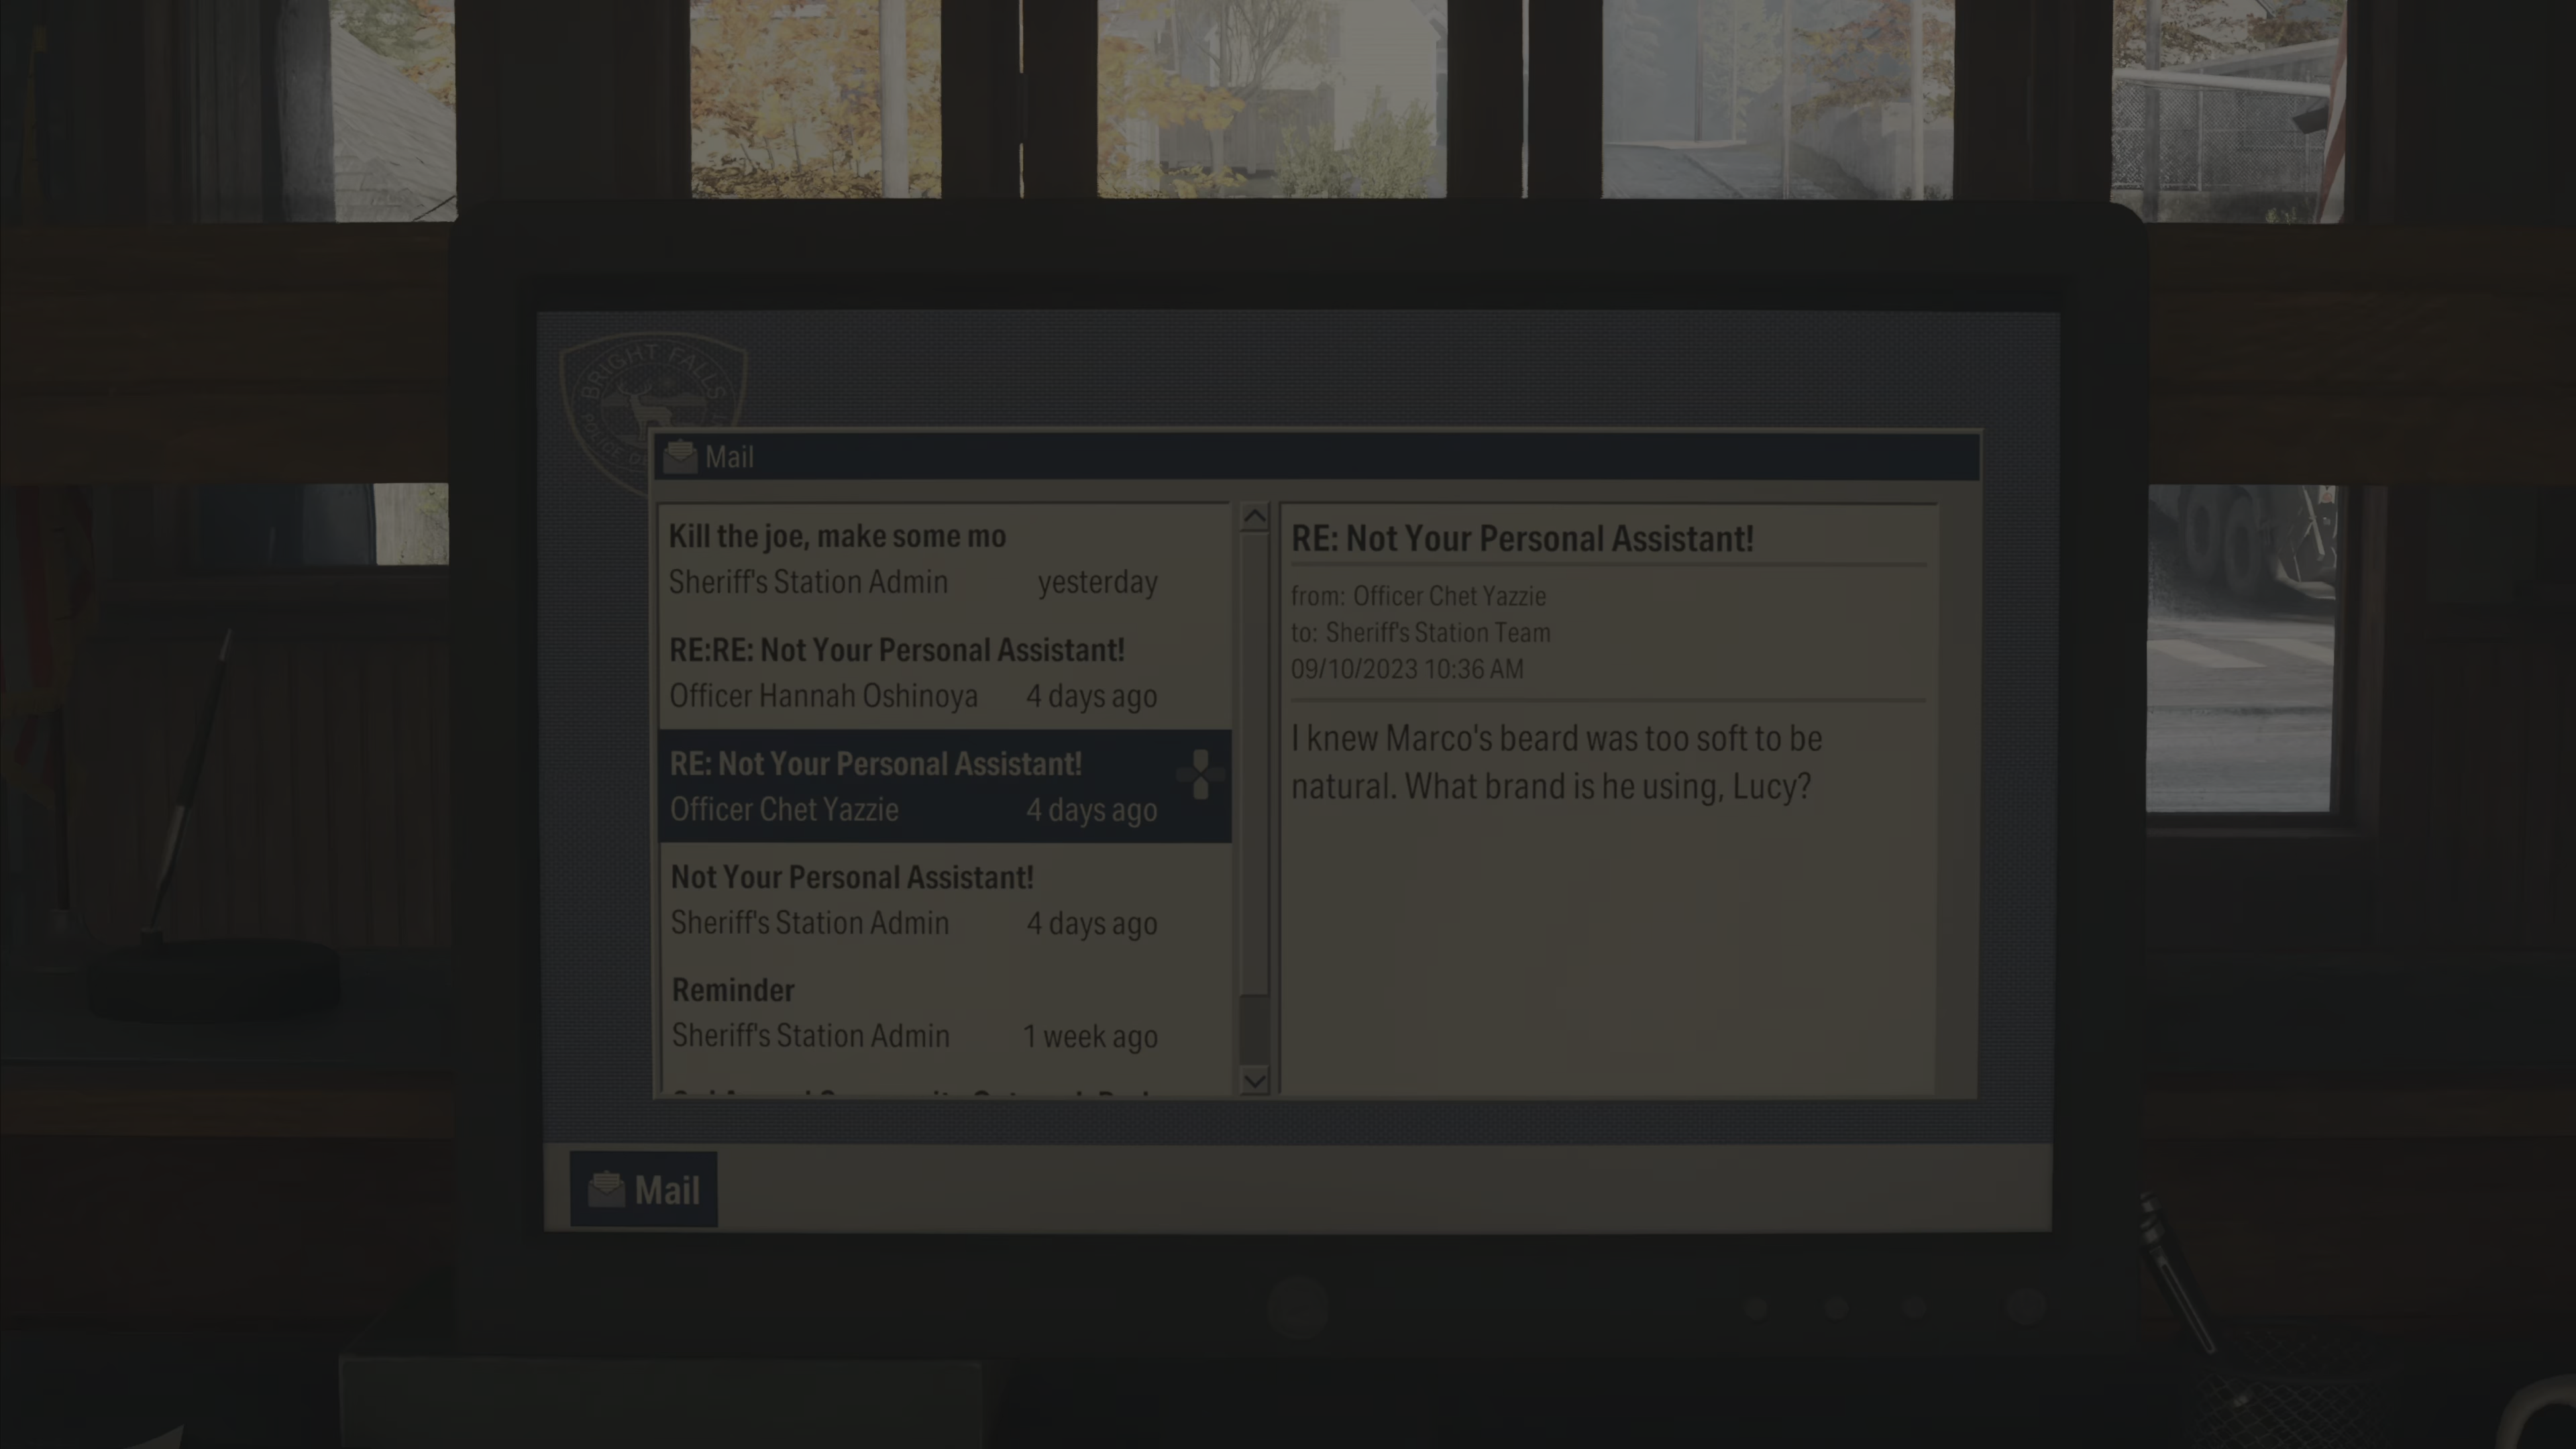 BRIGHT FALLS
POLICE
Mail
Kill the joe, make some mo
Sheriff's Station Admin yesterday
RE:RE: Not Your Personal Assistant!
Officer Hannah Oshinoya 4 days ago
RE: Not Your Personal Assistant!
Officer Chet Yazzie 4 days ago
Not Your Personal Assistant!
Sheriff's Station Admin 4 days ago
Reminder
Sheriff's Station Admin 1 week ago
RE: Not Your Personal Assistant!
from: Officer Chet Yazzie
to: Sheriff's Station Team
09/10/2023 10:36 AM
I knew Marco's beard was too soft to be
natural. What brand is he using, Lucy?
Mail